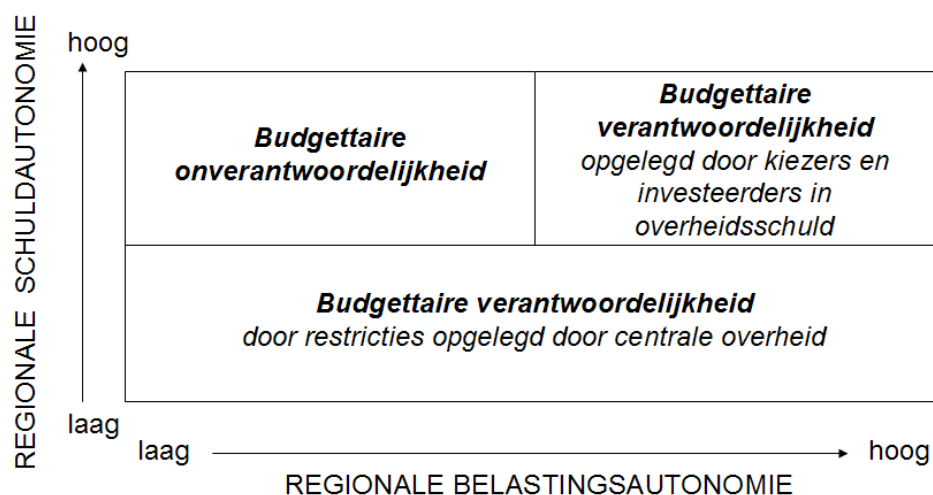 REGIONALE SCHULDAUTONOMIE
hoog
Budgettaire
onverantwoordelijkheid
Budgettaire
verantwoordelijkheid
opgelegd door kiezers en
investeerders in
overheidsschuld
Budgettaire verantwoordelijkheid
door restricties opgelegd door centrale overheid
laag
laag
hoog
REGIONALE BELASTINGSAUTONOMIE